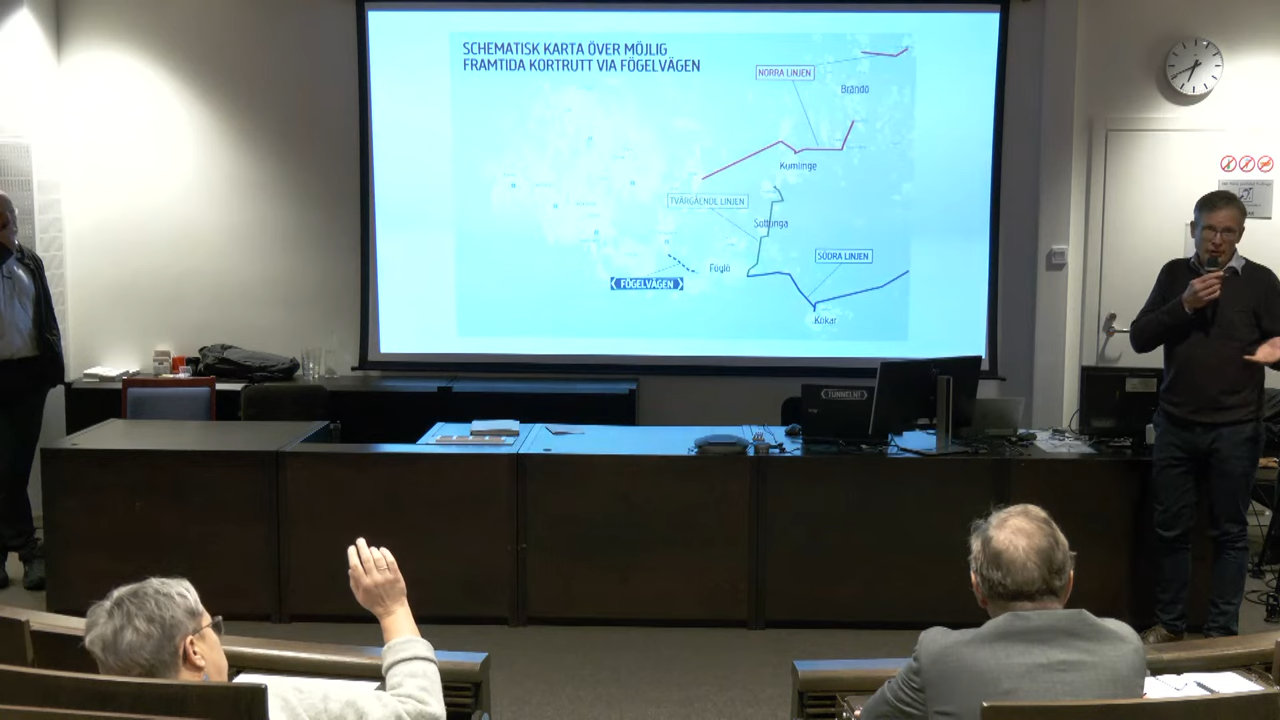 SCHEMATISK KARTA ÖVER MÖJLIG
FRAMTIDA KORTRUTT VIA FÖGELVÄGEN
NORRA LINJEN
Brändö
Kumlinge
TVÄRGÅENDE LINJEN
Sottunga
SÖDRA LINJEN
Föglö
FÖGELVÄGEN
Kökar
TUNNELN!